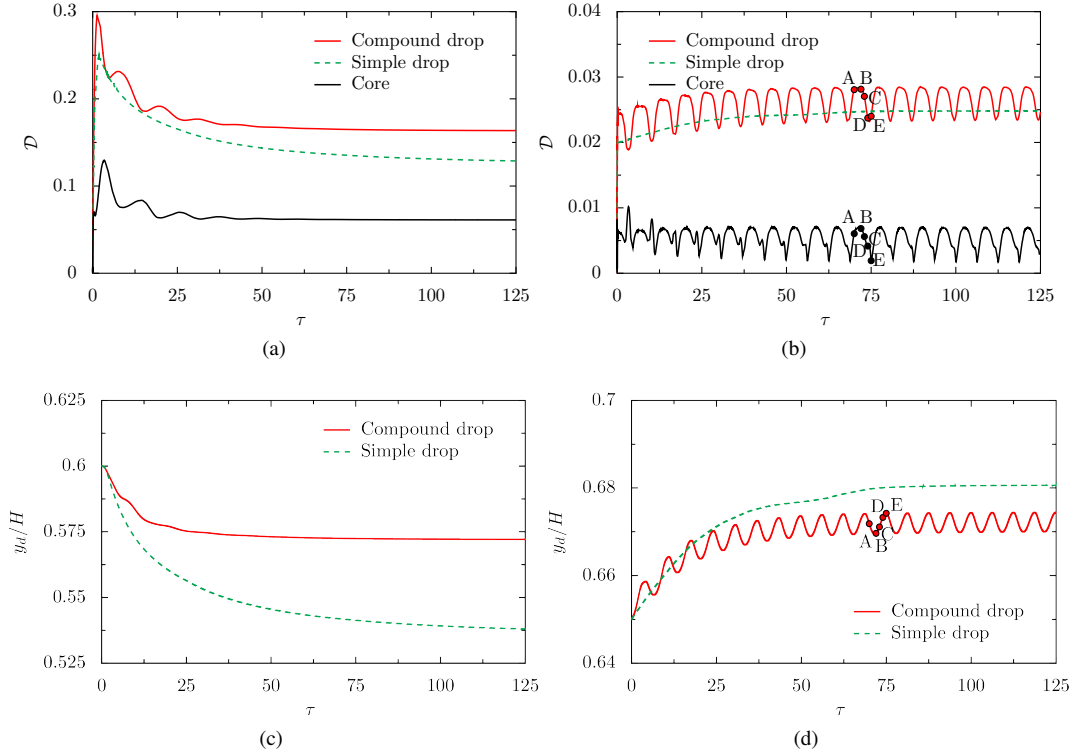 0.3
0.2
0.1
0
𝒟
Compound drop
Simple drop
Core
0 25 50 75 100 125
τ
(a)
0.04
0.03
0.02
0.01
0
𝒟
Compound drop
Simple drop
Core
A B
C
D E
A B
C
D E
0 25 50 75 100 125
τ
(b)
0.625
0.6
0.575
0.55
0.525
y_d/H
Compound drop
Simple drop
0 25 50 75 100 125
τ
(c)
0.7
0.68
0.66
0.64
y_d/H
D E
C
A B
Compound drop
Simple drop
0 25 50 75 100 125
τ
(d)